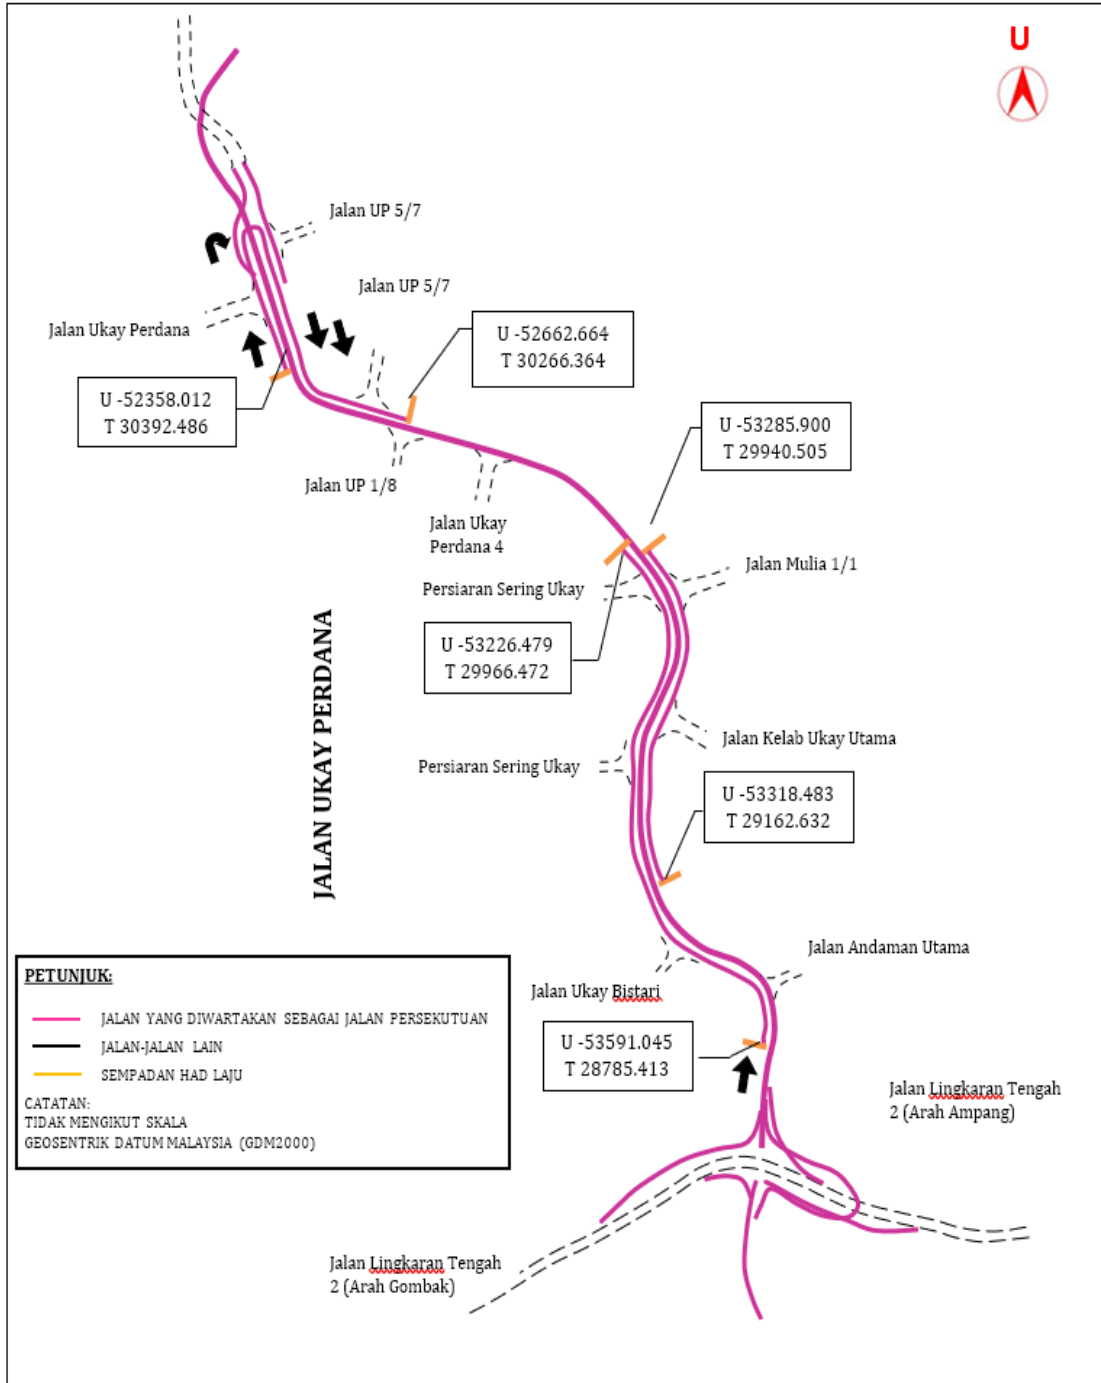 U
Jalan UP 5/7
Jalan UP 5/7
Jalan Ukay Perdana
U -52662.664
T 30266.364
U -52358.012
T 30392.486
U -53285.900
T 29940.505
Jalan UP 1/8
Jalan Ukay
Perdana 4
Jalan Mulia 1/1
Persiaran Sering Ukay
U -53226.479
T 29966.472
JALAN UKAY PERDANA
Jalan Kelab Ukay Utama
Persiaran Sering Ukay
U -53318.483
T 29162.632
Jalan Andaman Utama
Jalan Ukay Bistari
U -53591.045
T 28785.413
PETUNJUK:
JALAN YANG DIWARTAKAN SEBAGAI JALAN PERSEKUTUAN
JALAN-JALAN LAIN
SEMPADAN HAD LAJU
CATATAN:
TIDAK MENGIKUT SKALA
GEOSENTRIK DATUM MALAYSIA (GDM2000)
Jalan Lingkaran Tengah
2 (Arah Ampang)
Jalan Lingkaran Tengah
2 (Arah Gombak)